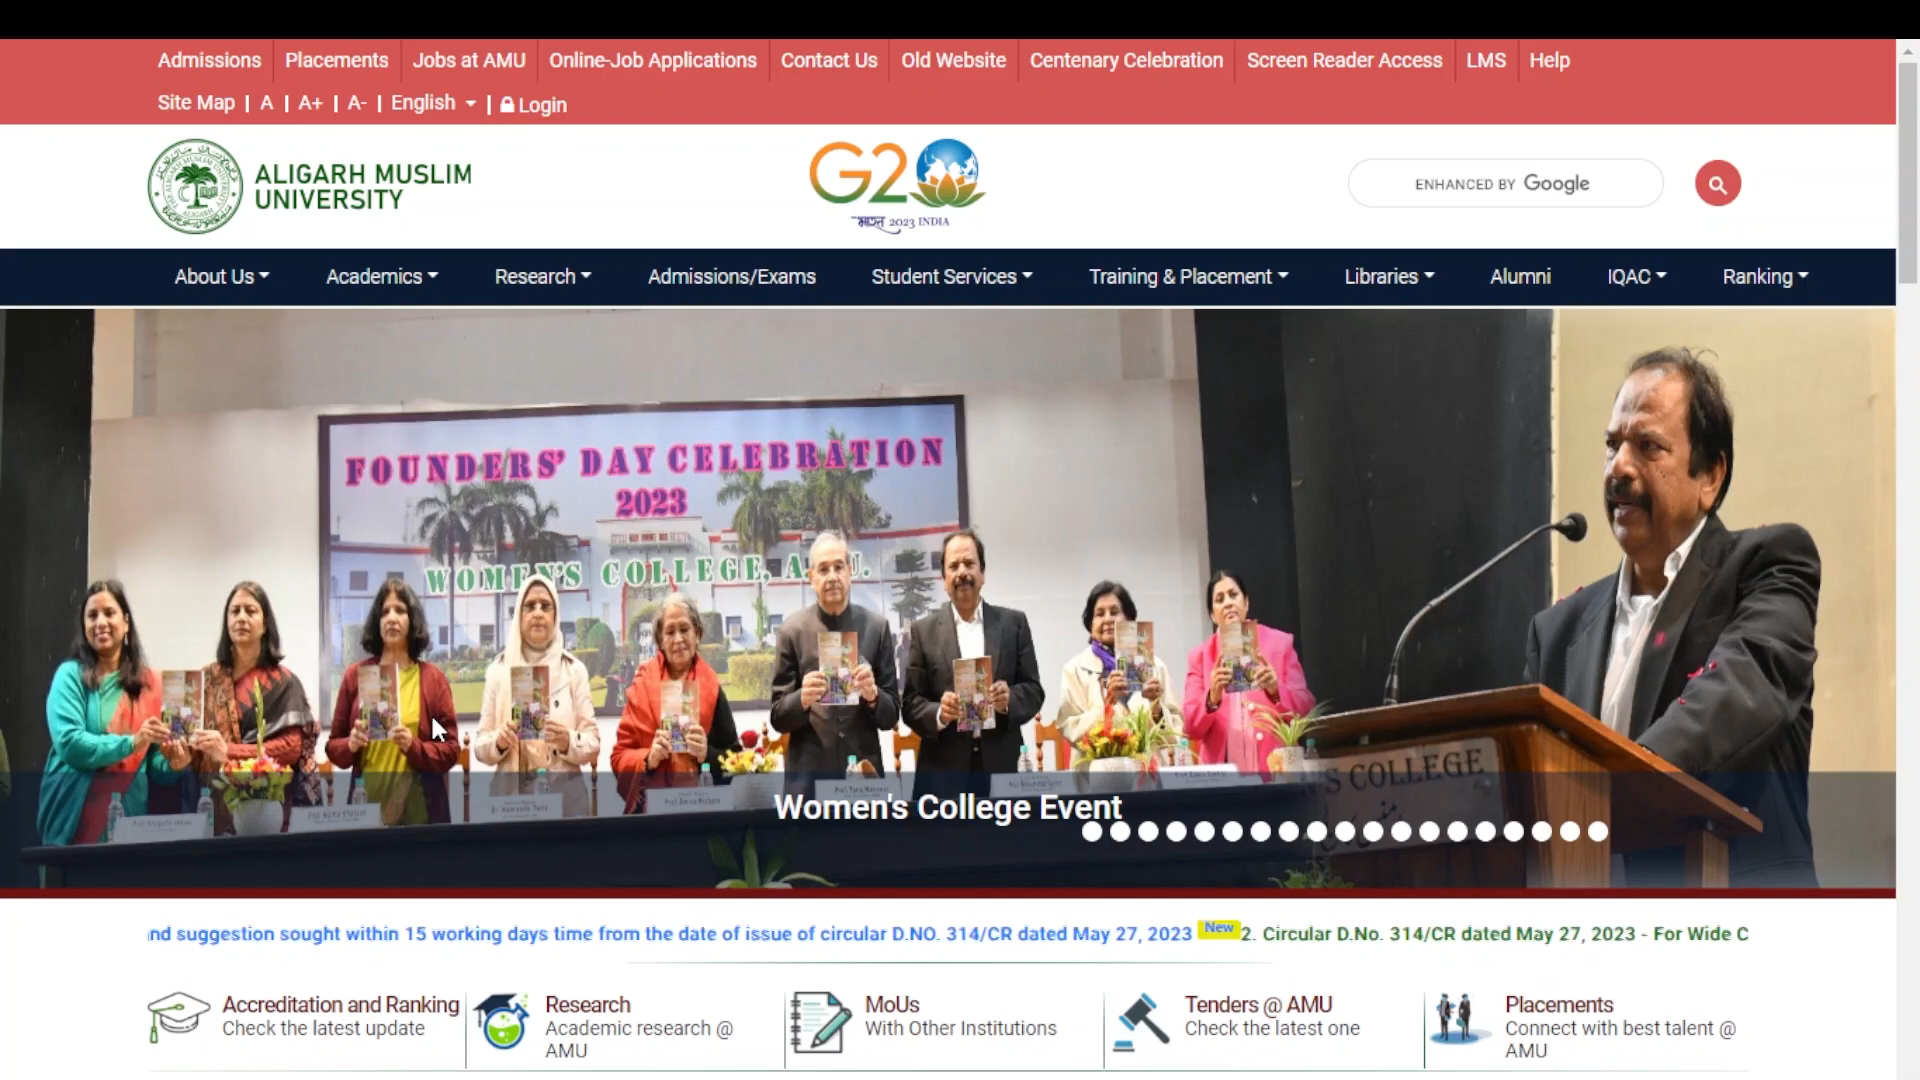 Admissions
Placements
Jobs at AMU
Online-Job Applications
Contact Us
Old Website
Centenary Celebration
Screen Reader Access
LMS
Help
Site Map | A | A+ | A- | English | Login
ALIGARH MUSLIM
UNIVERSITY
G20
भारत 2023 INDIA
ENHANCED BY Google
About Us
Academics
Research
Admissions/Exams
Student Services
Training & Placement
Libraries
Alumni
IQAC
Ranking
FOUNDERS' DAY CELEBRATION
2023
WOMEN'S COLLEGE, A.M.U.
S COLLEGE
Women's College Event
nd suggestion sought within 15 working days time from the date of issue of circular D.NO. 314/CR dated May 27, 2023 New 2. Circular D.No. 314/CR dated May 27, 2023 - For Wide C
Accreditation and Ranking
Check the latest update
Research
Academic research @
AMU
MoUs
With Other Institutions
Tenders @ AMU
Check the latest one
Placements
Connect with best talent @
AMU